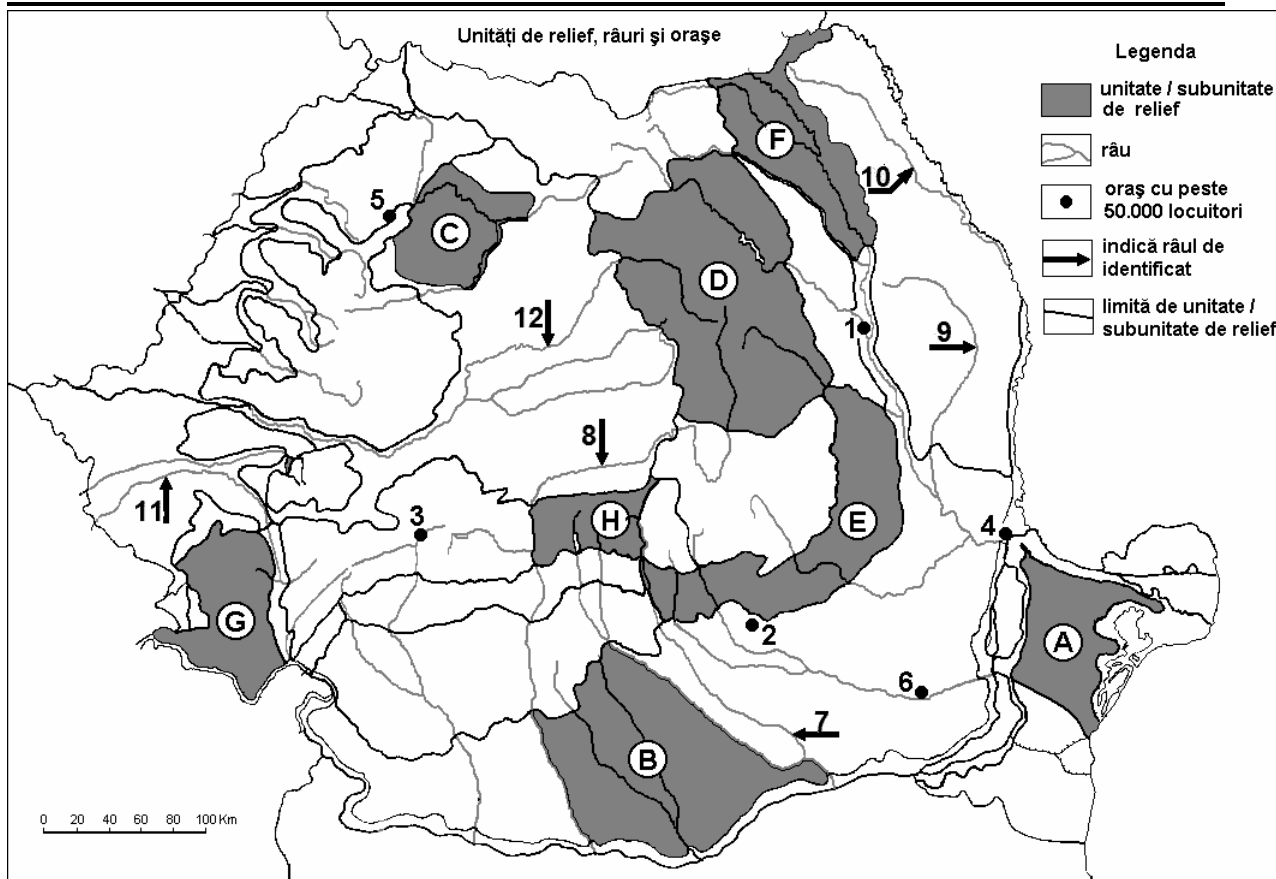 Unităţi de relief, râuri şi oraşe
Legenda
unitate / subunitate
de relief
râu
oraş cu peste
50.000 locuitori
indică râul de
identificat
limită de unitate /
subunitate de relief
F
10
5
C
D
12
1
9
8
11
3
H
E
4
G
2
A
6
7
B
0 20 40 60 80 100 Km